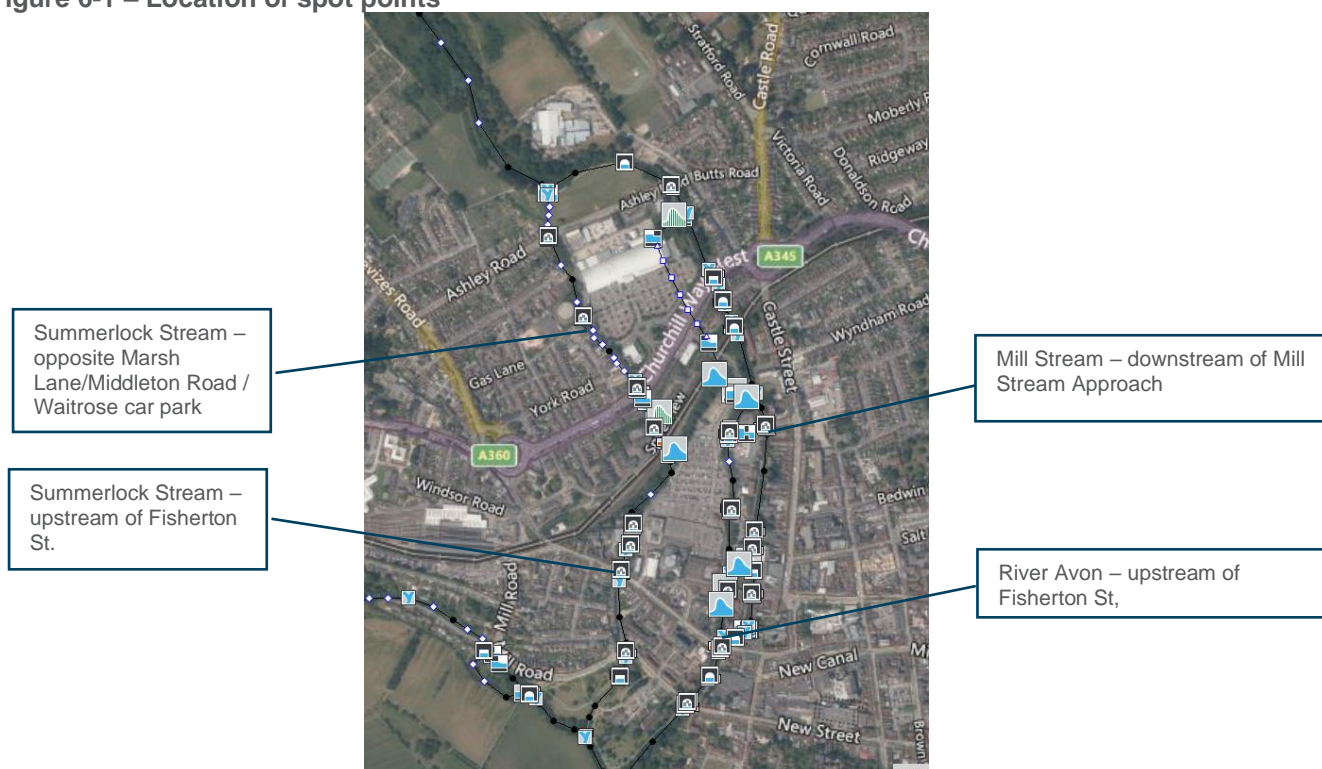 Figure 6-1 – Location of spot points
Stratford Road
Castle Road
Cornwall Road
Moberly
Victoria Road
Donaldson Road
Ridgeway
Butts Road
Ashley
A345
Ashley Road
Devizes Road
Churchill Way West
Castle Street
Wyndham Road
Gas Lane
York Road
A360
Windsor Road
Bedwin
Salt
Mill Road
Road
New Canal
New Street
Brown
Summerlock Stream –
opposite Marsh
Lane/Middleton Road /
Waitrose car park
Summerlock Stream –
upstream of Fisherton
St.
Mill Stream – downstream of Mill
Stream Approach
River Avon – upstream of
Fisherton St,